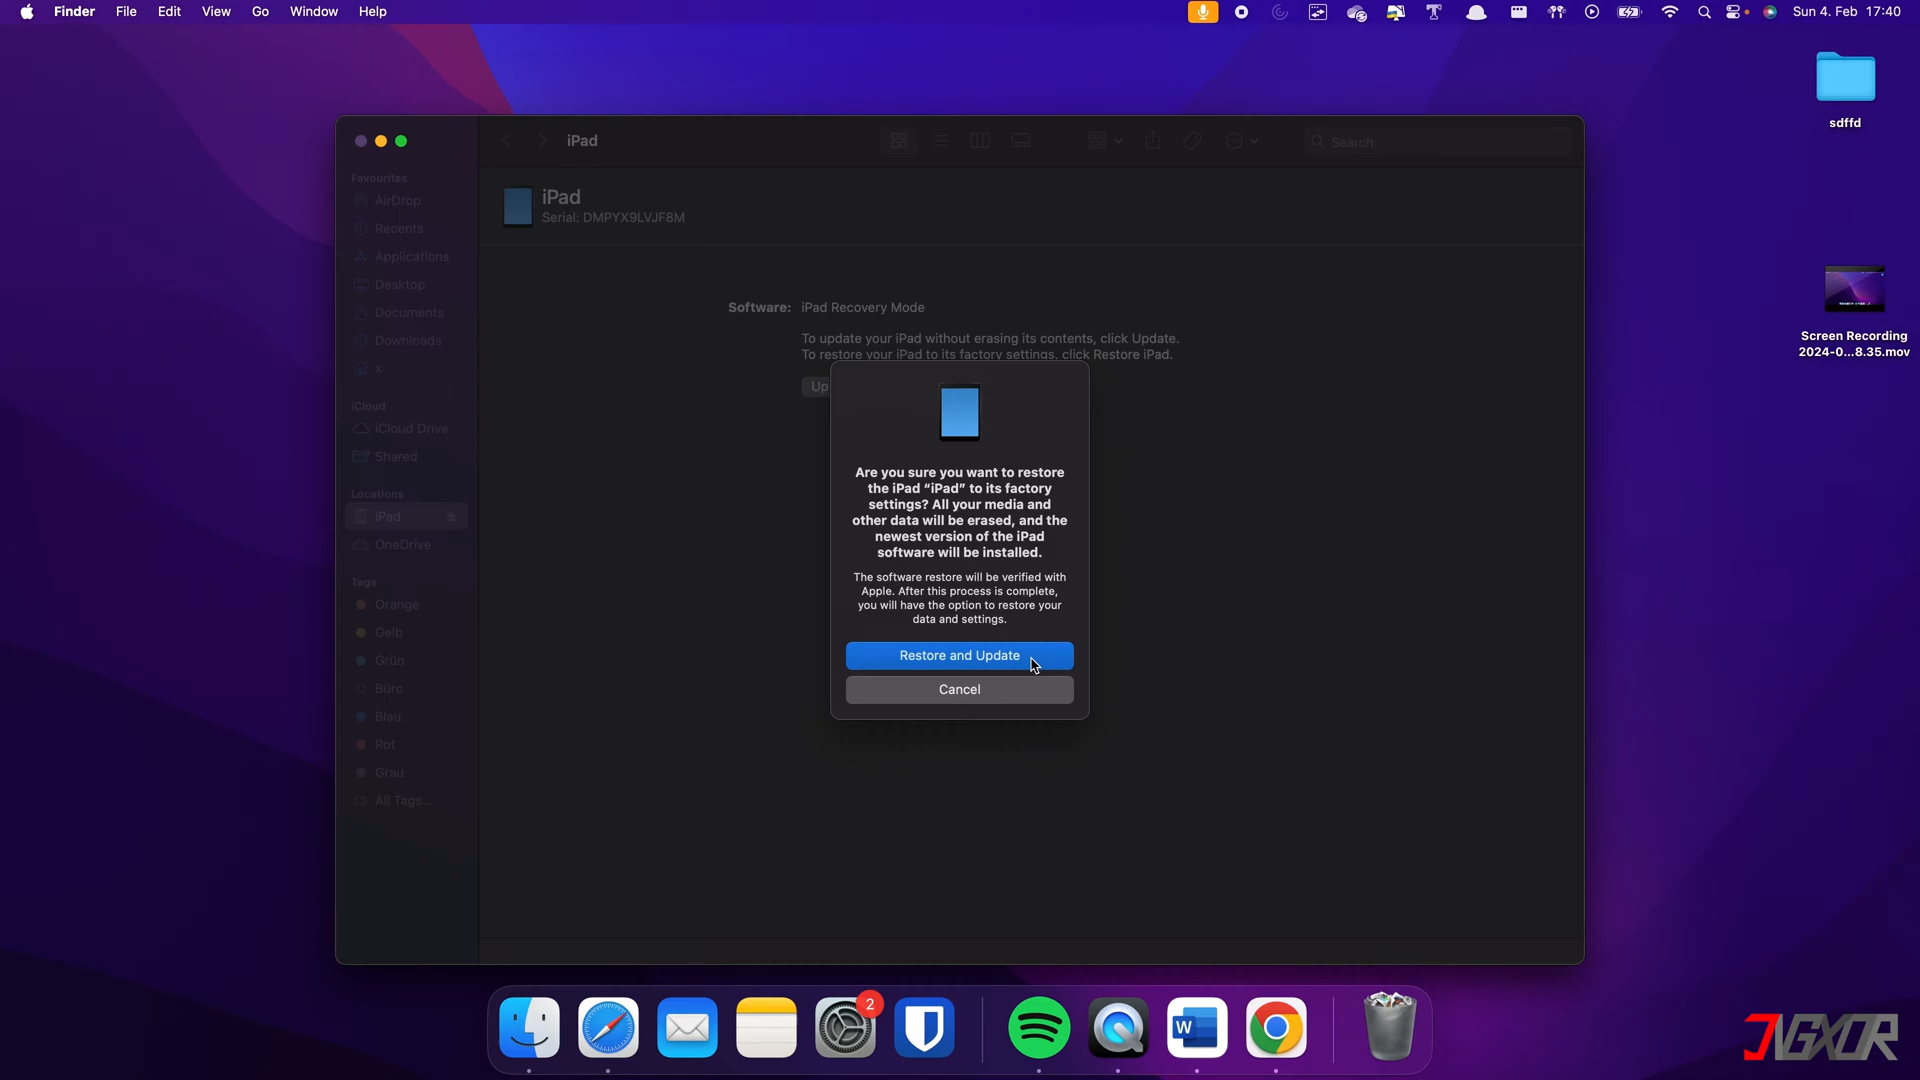 Finder File Edit View Go Window Help
Sun 4. Feb 17:40
sdffd
Screen Recording
2024-0...8.35.mov
iPad
Search
iPad
Serial: DMPYX9LVJF8M
Favourites
AirDrop
Recents
Applications
Desktop
Documents
Downloads
x
iCloud
iCloud Drive
Shared
Locations
iPad
OneDrive
Tags
Orange
Gelb
Grün
Büro
Blau
Rot
Grau
All Tags...
Software: iPad Recovery Mode
To update your iPad without erasing its contents, click Update.
To restore your iPad to its factory settings, click Restore iPad.
Up
Are you sure you want to restore
the iPad “iPad” to its factory
settings? All your media and
other data will be erased, and the
newest version of the iPad
software will be installed.
The software restore will be verified with
Apple. After this process is complete,
you will have the option to restore your
data and settings.
Restore and Update
Cancel
2
W
JIGXOR